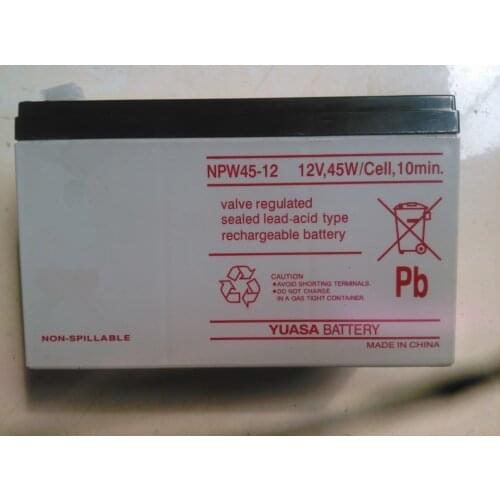 NPW45-12 12V,45W/Cell,10min.
valve regulated
sealed lead-acid type
rechargeable battery
CAUTION
•AVOID SHORTING TERMINALS.
•DO NOT CHARGE
IN A GAS TIGHT CONTAINER.
Pb
YUASA BATTERY
NON-SPILLABLE
MADE IN CHINA